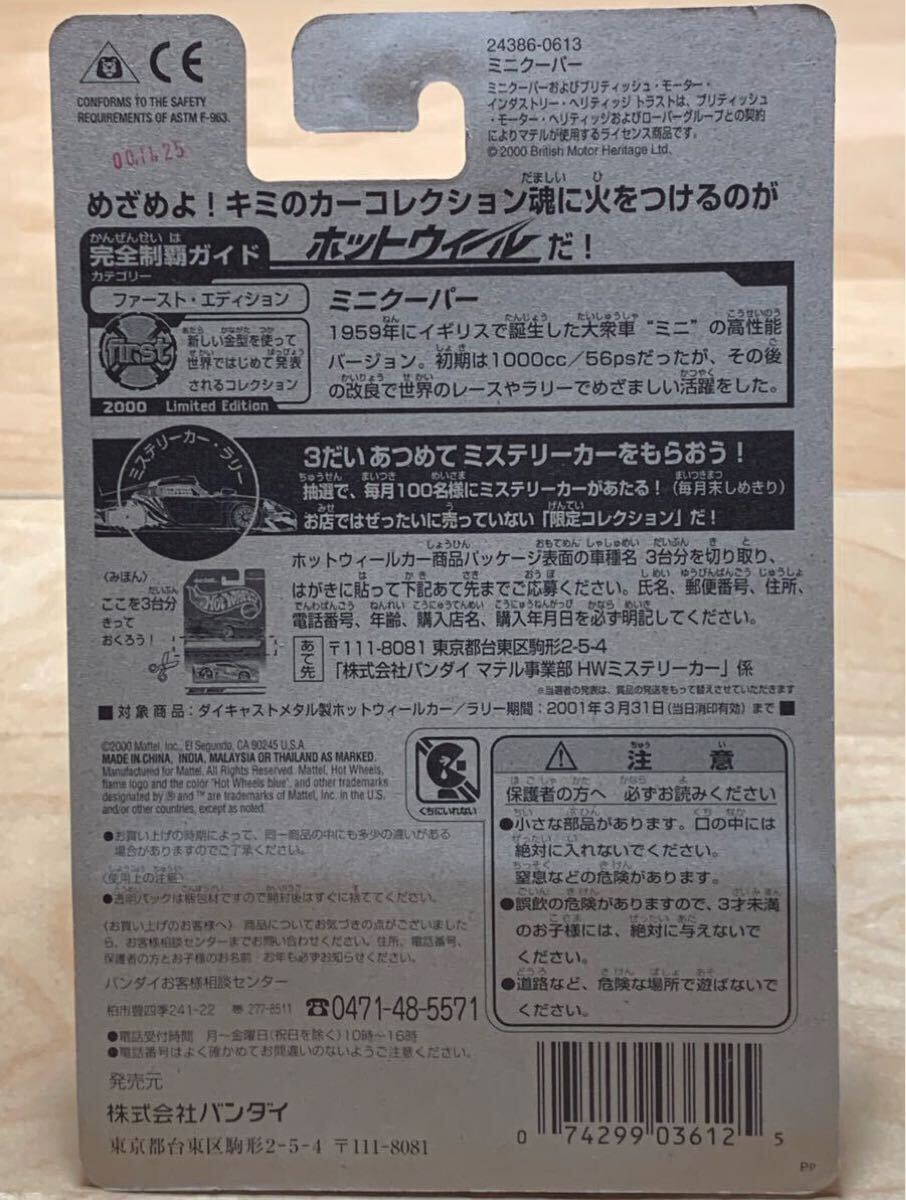 CE
CONFORMS TO THE SAFETY
REQUIREMENTS OF ASTM F-963.
00.11.25
24386-0613
ミニクーパー
ミニクーパーおよびブリティッシュ・モーター・
インダストリー・ヘリティッジ トラストは、ブリティッシュ
・モーター・ヘリティッジおよびローバーグループとの契約
によりマテルが使用するライセンス商品です。
© 2000 British Motor Heritage Ltd.
めざめよ！キミのカーコレクション魂に火をつけるのが
ホットウィールだ！
完全制覇ガイド
カテゴリー
ファースト・エディション
first
新しい金型を使って
世界ではじめて発表
されるコレクション
2000 Limited Edition
ミニクーパー
1959年にイギリスで誕生した大衆車 “ミニ” の高性能
バージョン。初期は1000cc／56psだったが、その後
の改良で世界のレースやラリーでめざましい活躍をした。
ミステリーカー・ラリー
3だい あつめて ミステリーカーをもらおう！
抽選で、毎月100名様にミステリーカーがあたる！（毎月末しめきり）
お店ではぜったいに売っていない「限定コレクション」だ！
ホットウィールカー商品パッケージ表面の車種名 3台分を切り取り、
はがきに貼って下記あて先までご応募ください。氏名、郵便番号、住所、
電話番号、年齢、購入店名、購入年月日を必ず明記してください。
〈みほん〉
ここを3台分
きって
おくろう！
Hot Wheels
あて先
〒111-8081 東京都台東区駒形2-5-4
「株式会社バンダイ マテル事業部 HWミステリーカー」係
※当選者の発表は、賞品の発送をもって替えさせていただきます
■ 対象商品：ダイキャストメタル製ホットウィールカー／ラリー期間：2001年3月31日（当日消印有効）まで ■
©2000 Mattel, Inc., El Segundo, CA 90245 U.S.A.
MADE IN CHINA, INDIA, MALAYSIA OR THAILAND AS MARKED.
Manufactured for Mattel. All Rights Reserved. Mattel, Hot Wheels,
flame logo and the color "Hot Wheels blue", and other trademarks
designated by ® and ™ are trademarks of Mattel, Inc. in the U.S.
and/or other countries, except as noted.
●お買い上げの時期によって、同一商品の中にも多少の違いがある
場合がありますのでご了承ください。
〈使用上の注意〉
●透明パックは梱包材ですので開封後はすぐに捨ててください。
〈お買い上げのお客様へ〉商品についてお気づきの点がございました
ら、お客様相談センターまでお問い合わせください。住所、電話番号、
保護者の方とお子様のお名前・お年も必ずお知らせください。
バンダイお客様相談センター
柏市豊四季241-22 〒277-8511 ☎0471-48-5571
●電話受付時間 月〜金曜日（祝日を除く）10時〜16時
●電話番号はよく確かめてお間違いのないようご注意ください。
発売元
株式会社バンダイ
東京都台東区駒形2-5-4 〒111-8081
くちにいれない
⚠ 注意
保護者の方へ 必ずお読みください
●小さな部品があります。口の中には
絶対に入れないでください。
窒息などの危険があります。
●誤飲の危険がありますので、3才未満
のお子様には、絶対に与えないで
ください。
●道路など、危険な場所で遊ばないで
ください。
0 74299 03612 5
PP